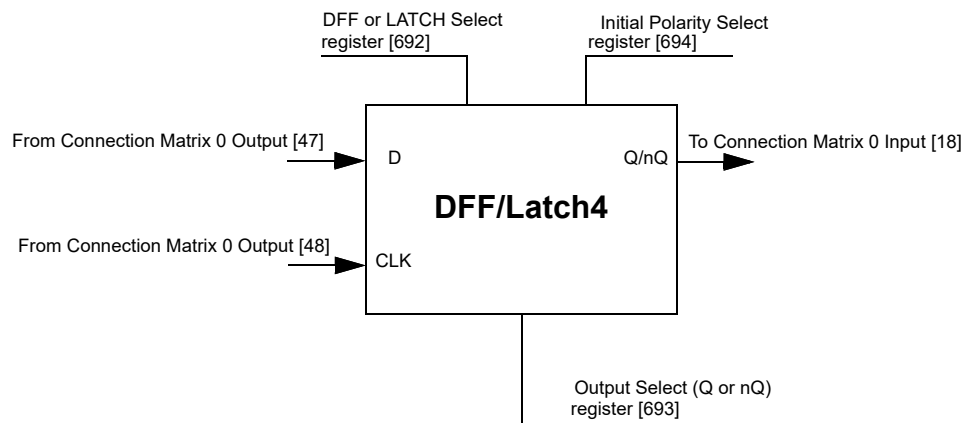 DFF or LATCH Select
register [692]
Initial Polarity Select
register [694]
From Connection Matrix 0 Output [47]
D
Q/nQ
To Connection Matrix 0 Input [18]
DFF/Latch4
From Connection Matrix 0 Output [48]
CLK
Output Select (Q or nQ)
register [693]